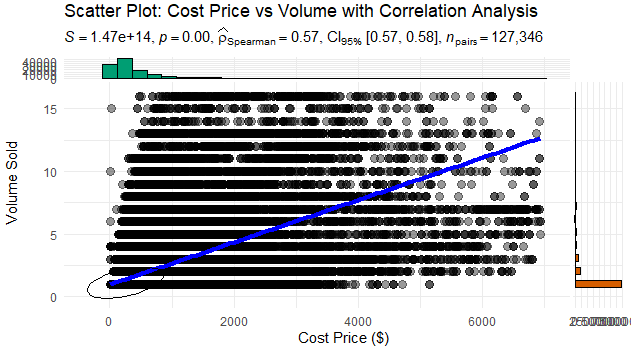 Scatter Plot: Cost Price vs Volume with Correlation Analysis
S = 1.47e+14, p = 0.00, ρ̂Spearman = 0.57, CI95% [0.57, 0.58], npairs = 127,346
40000
15
10
5
0
Volume Sold
0 2000 4000 6000
Cost Price ($)